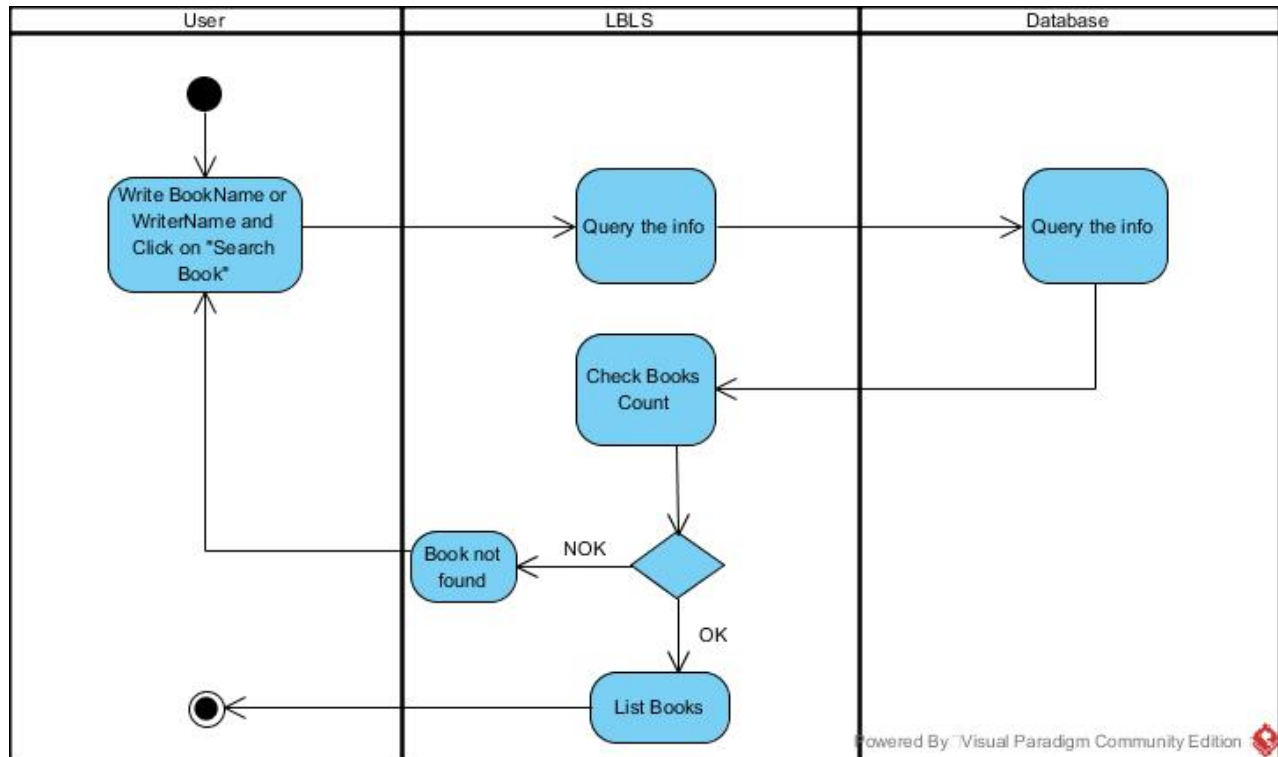 User
LBLS
Database
Write BookName or
WriterName and
Click on "Search
Book"
Query the info
Query the info
Check Books
Count
Book not
found
NOK
OK
List Books
Powered By Visual Paradigm Community Edition